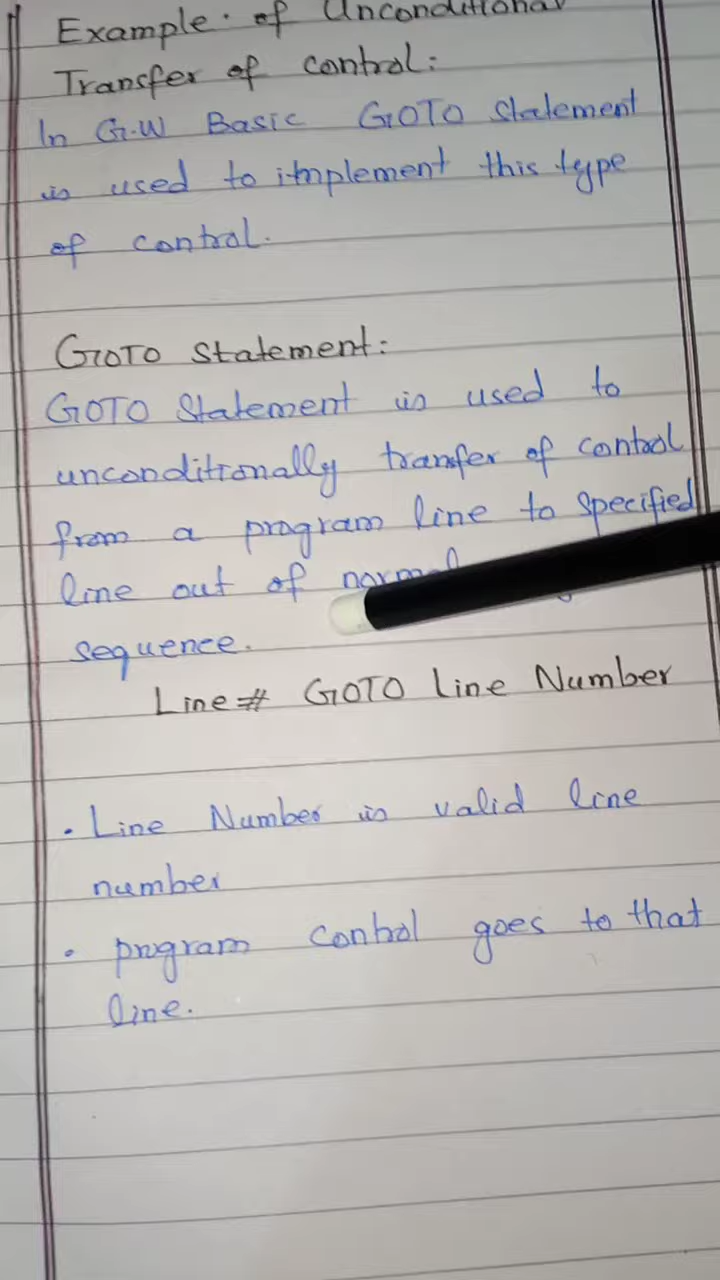 Example of Unconditional
Transfer of control:
In G.W Basic GOTO Statement
is used to implement this type
of control.
GOTO Statement:
GOTO Statement is used to
unconditionally transfer of control
from a program line to specified
line out of normal
sequence.
Line# GOTO Line Number
• Line Number is valid line
number
• program control goes to that
line.